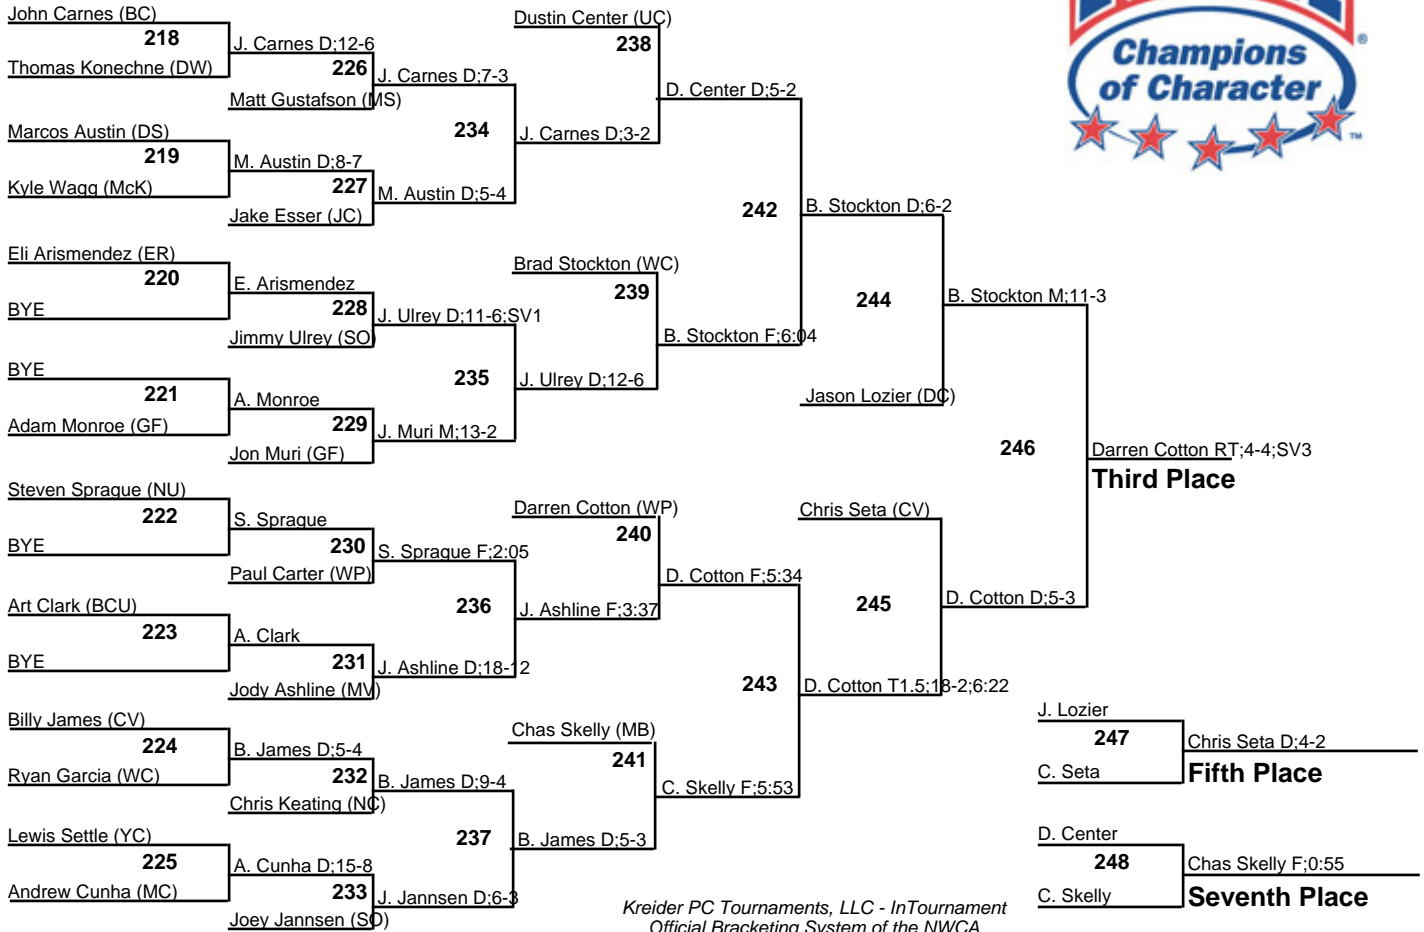 John Carnes (BC)
218
Thomas Konechne (DW)
J. Carnes D;12-6
226
Matt Gustafson (MS)
J. Carnes D;7-3
Marcos Austin (DS)
219
Kyle Wagg (McK)
M. Austin D;8-7
227
Jake Esser (JC)
M. Austin D;5-4
234
J. Carnes D;3-2
Dustin Center (UC)
238
D. Center D;5-2
Eli Arismendez (ER)
220
BYE
E. Arismendez
228
Jimmy Ulrey (SO)
J. Ulrey D;11-6;SV1
BYE
221
Adam Monroe (GF)
A. Monroe
229
Jon Muri (GF)
J. Muri M;13-2
235
J. Ulrey D;12-6
Brad Stockton (WC)
239
B. Stockton F;6:04
242
B. Stockton D;6-2
244
Jason Lozier (DC)
B. Stockton M;11-3
Steven Sprague (NU)
222
BYE
S. Sprague
230
Paul Carter (WP)
S. Sprague F;2:05
Art Clark (BCU)
223
BYE
A. Clark
231
Jody Ashline (MV)
J. Ashline D;18-12
236
J. Ashline F;3:37
Darren Cotton (WP)
240
D. Cotton F;5:34
Billy James (CV)
224
Ryan Garcia (WC)
B. James D;5-4
232
Chris Keating (NC)
B. James D;9-4
Lewis Settle (YC)
225
Andrew Cunha (MC)
A. Cunha D;15-8
233
Joey Jannsen (SO)
J. Jannsen D;6-3
237
B. James D;5-3
Chas Skelly (MB)
241
C. Skelly F;5:53
243
D. Cotton T1.5;18-2;6:22
Chris Seta (CV)
245
D. Cotton D;5-3
246
Darren Cotton RT;4-4;SV3
Third Place
J. Lozier
247
C. Seta
Chris Seta D;4-2
Fifth Place
D. Center
248
C. Skelly
Chas Skelly F;0:55
Seventh Place
Champions
of Character
®
™
Kreider PC Tournaments, LLC - InTournament
Official Bracketing System of the NWCA